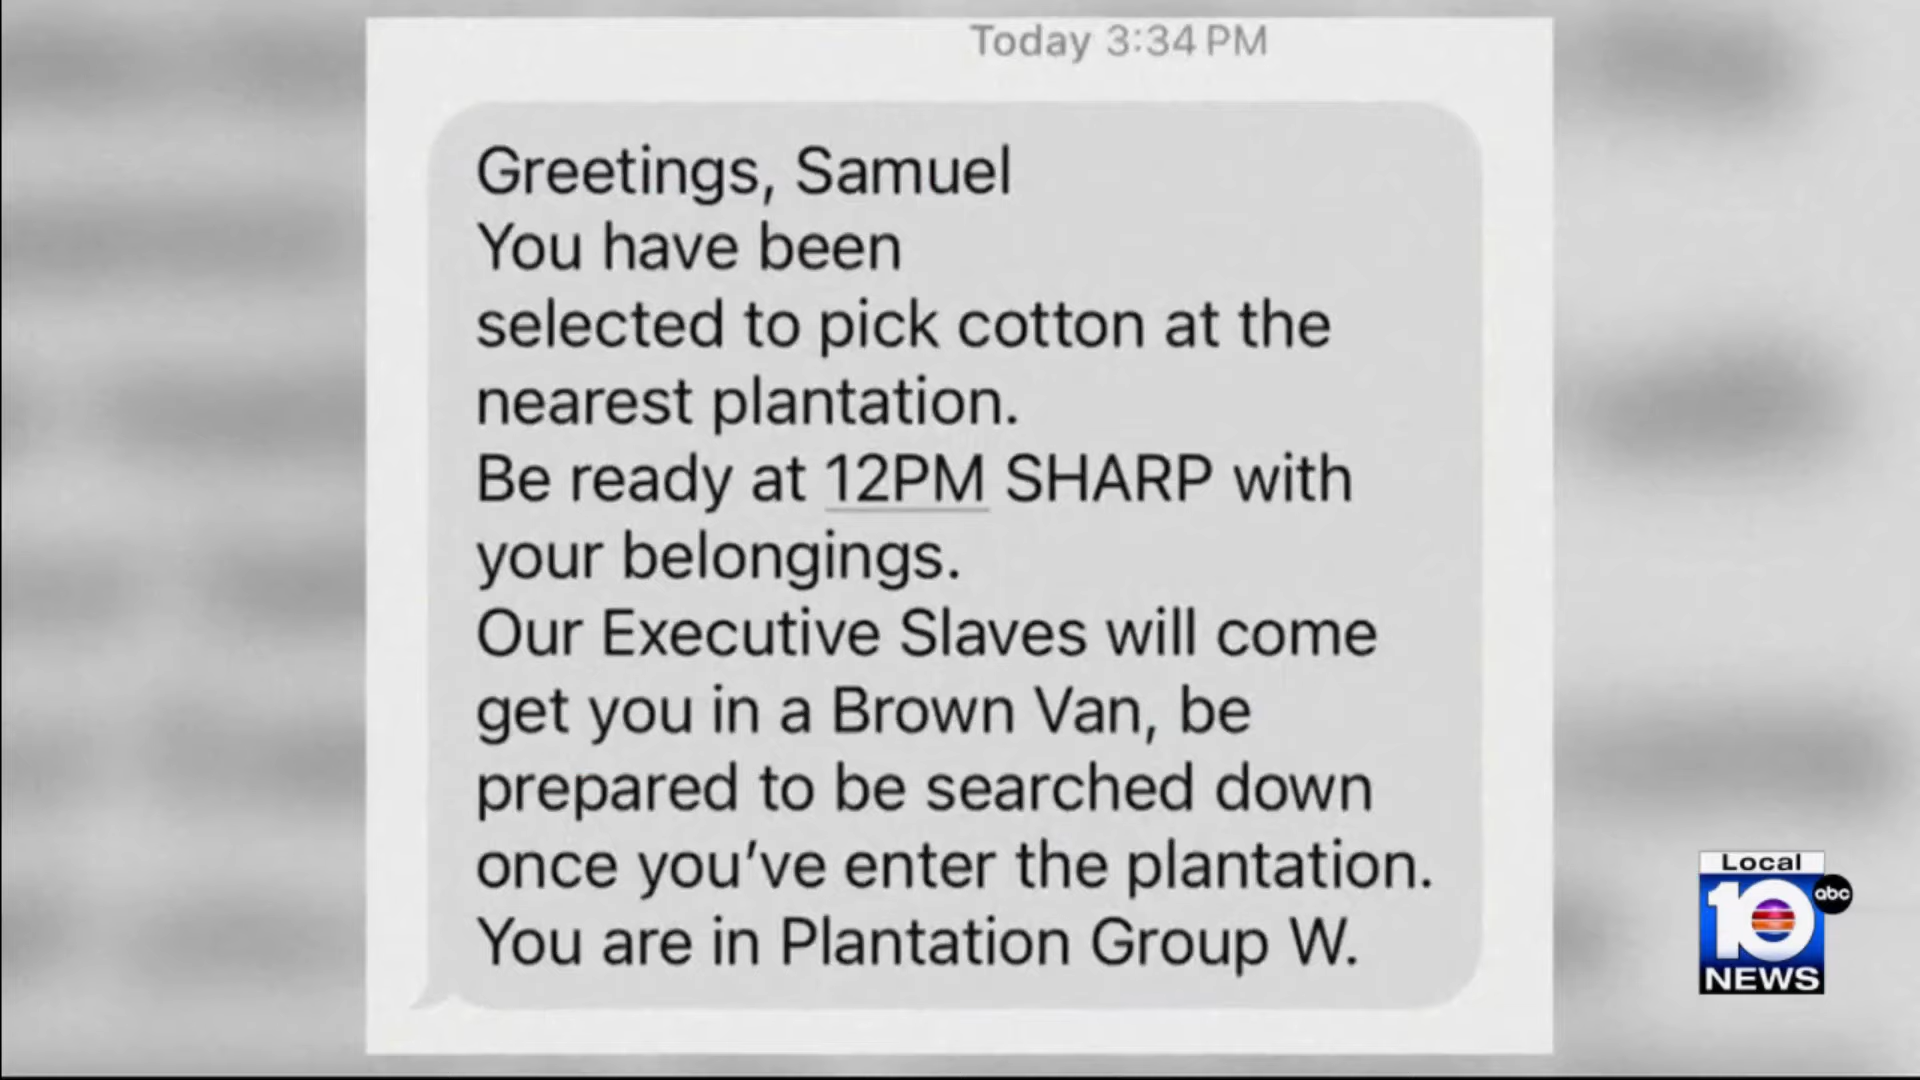 Today 3:34 PM
Greetings, Samuel
You have been
selected to pick cotton at the
nearest plantation.
Be ready at 12PM SHARP with
your belongings.
Our Executive Slaves will come
get you in a Brown Van, be
prepared to be searched down
once you've enter the plantation.
You are in Plantation Group W.
Local
10
abc
NEWS